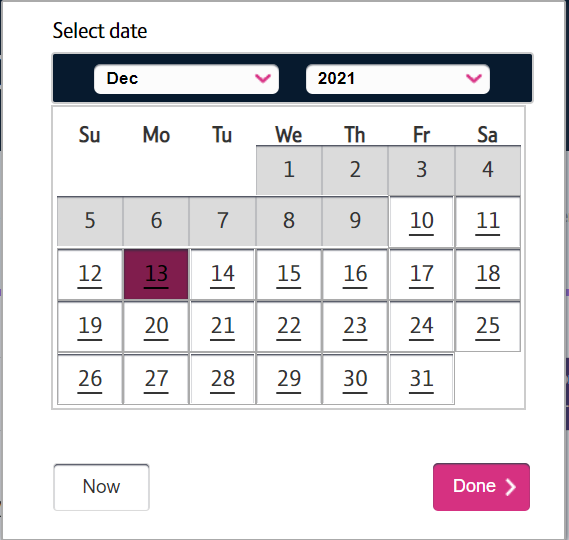 Select date
Dec 2021
Su Mo Tu We Th Fr Sa
1 2 3 4
5 6 7 8 9 10 11
12 13 14 15 16 17 18
19 20 21 22 23 24 25
26 27 28 29 30 31
Now Done